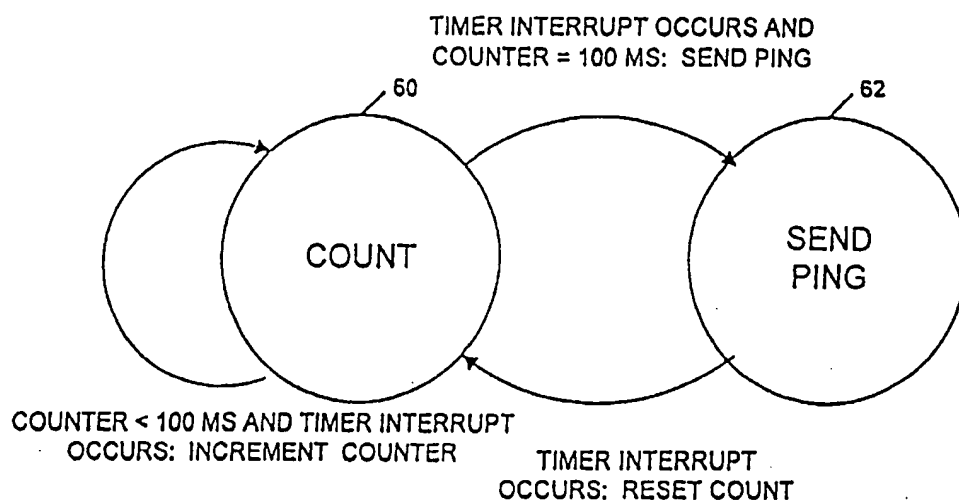 TIMER INTERRUPT OCCURS AND
COUNTER = 100 MS: SEND PING
60
62
COUNT
SEND
PING
COUNTER < 100 MS AND TIMER INTERRUPT
OCCURS: INCREMENT COUNTER
TIMER INTERRUPT
OCCURS: RESET COUNT